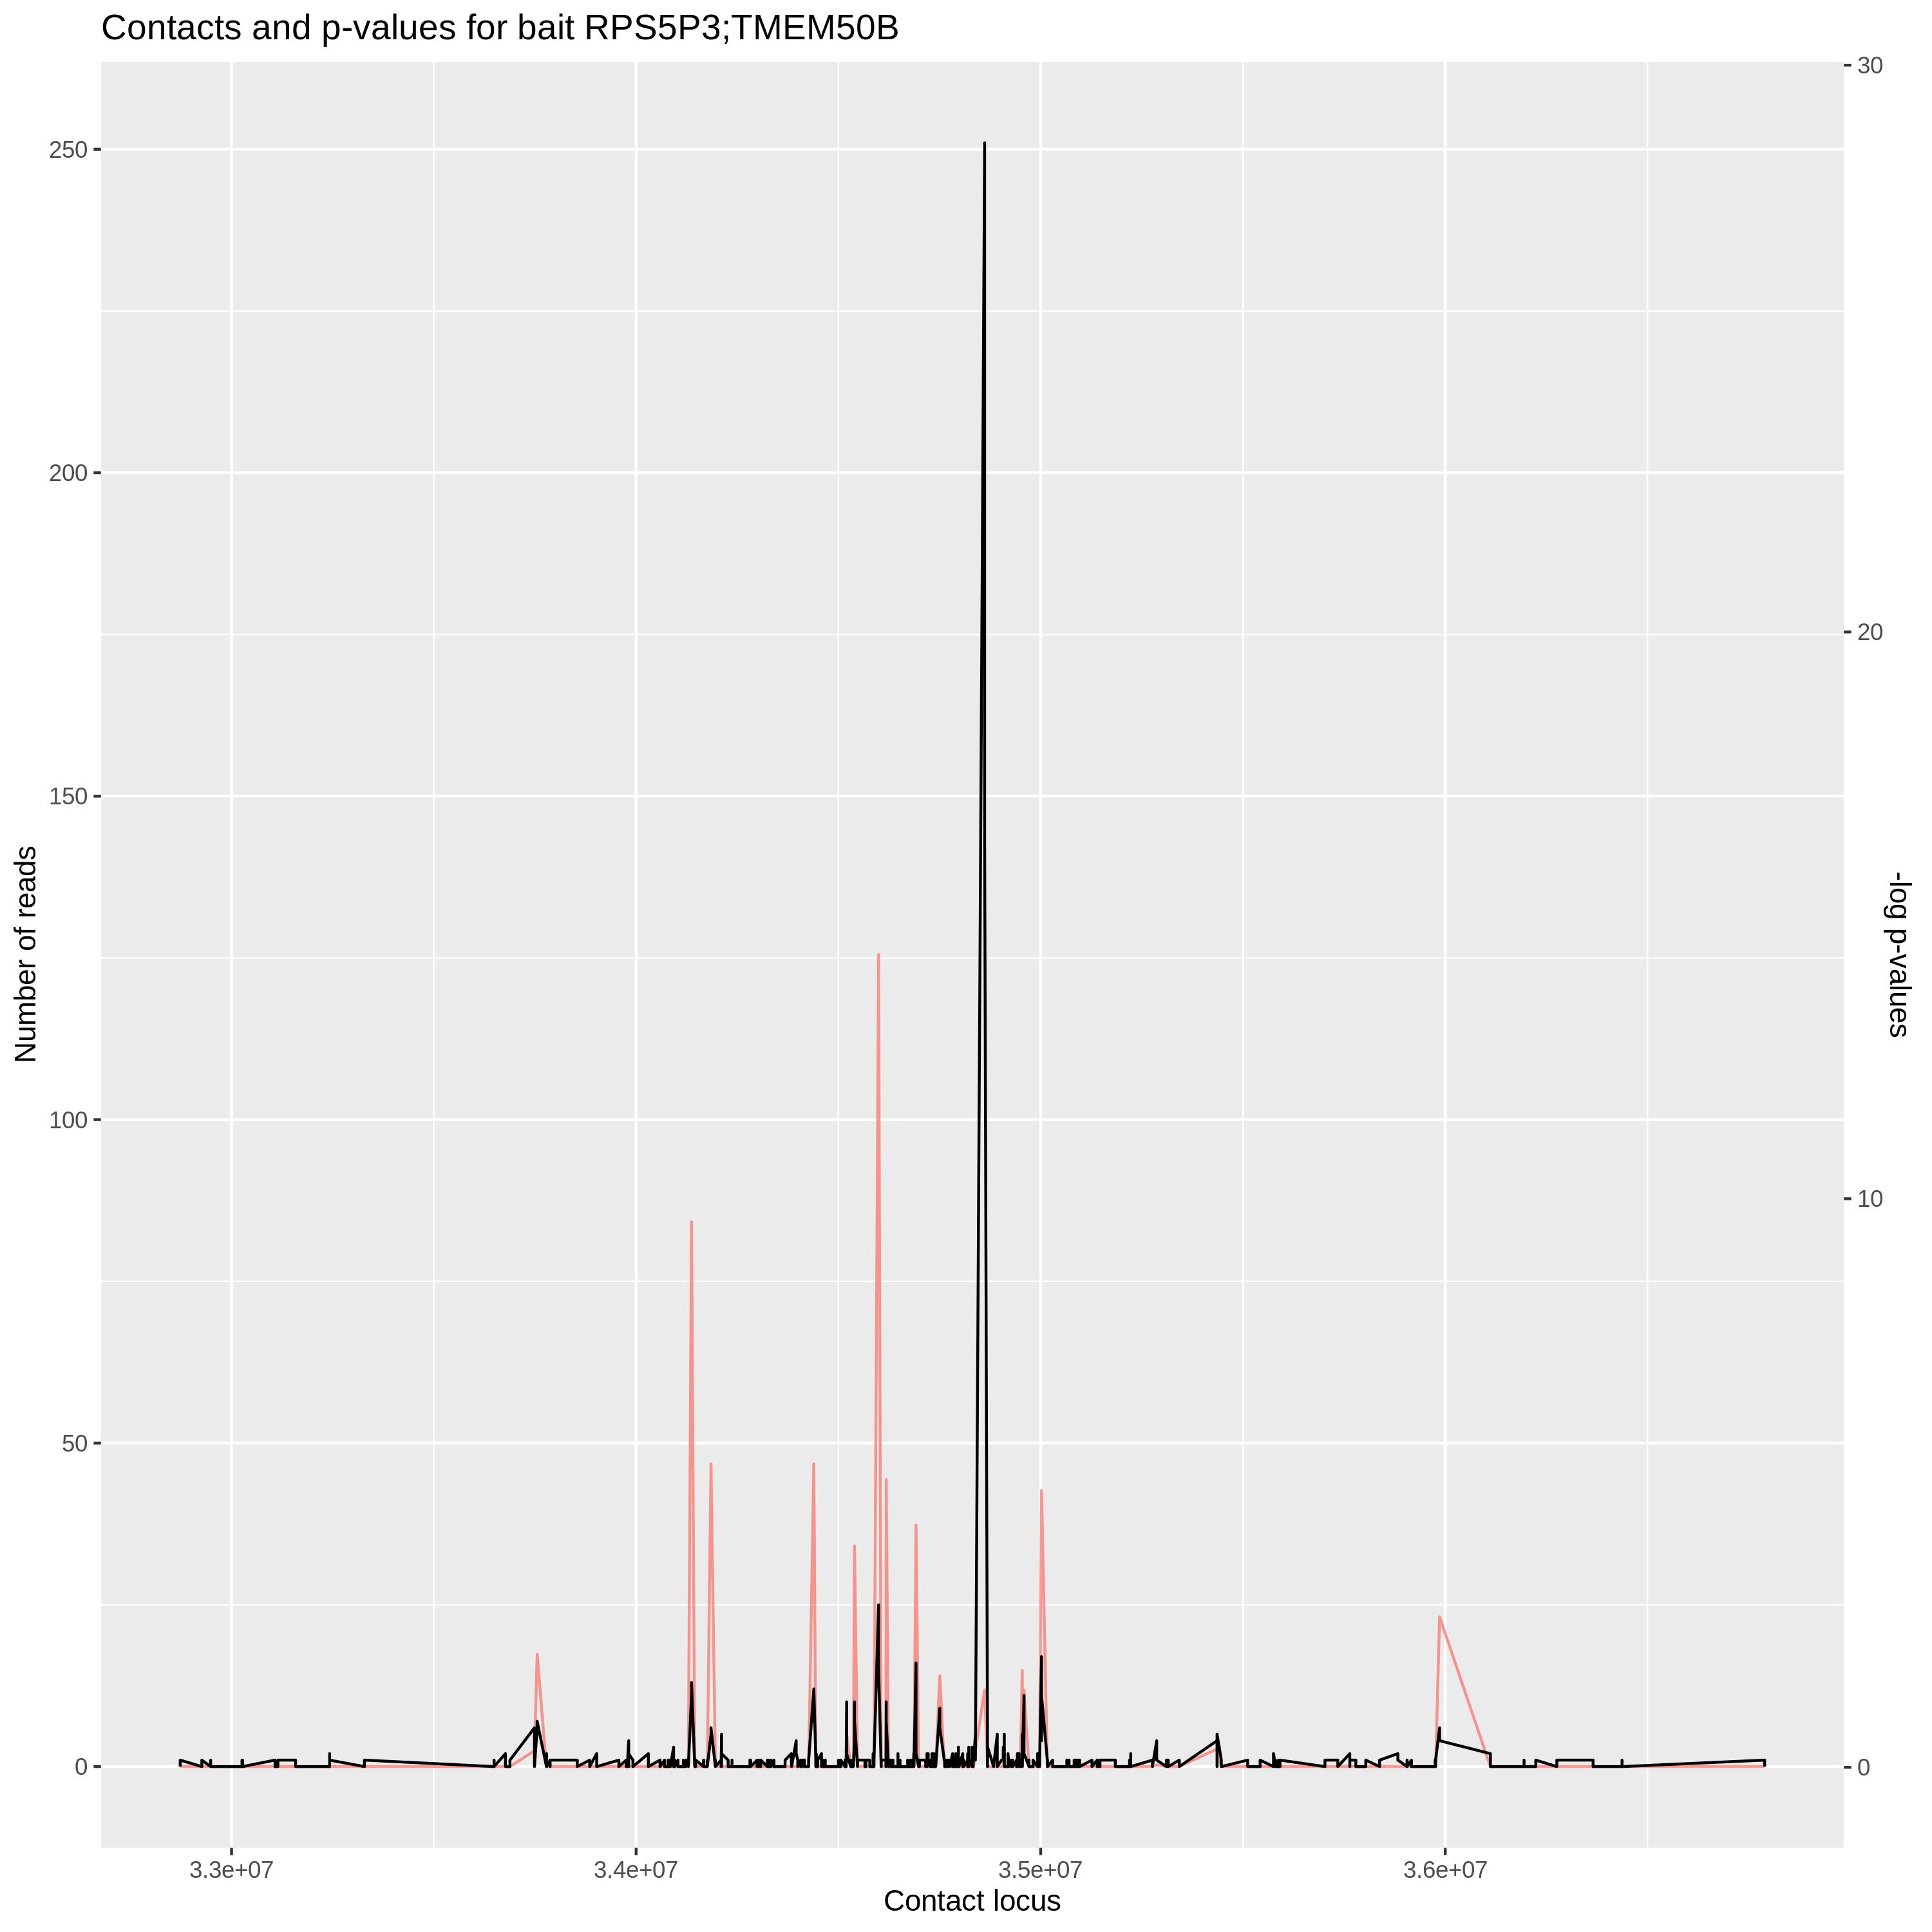 Contacts and p-values for bait RPS5P3;TMEM50B
Number of reads
250
200
150
100
50
0
30
20
10
0
-log p-values
3.3e+07
3.4e+07
3.5e+07
3.6e+07
Contact locus